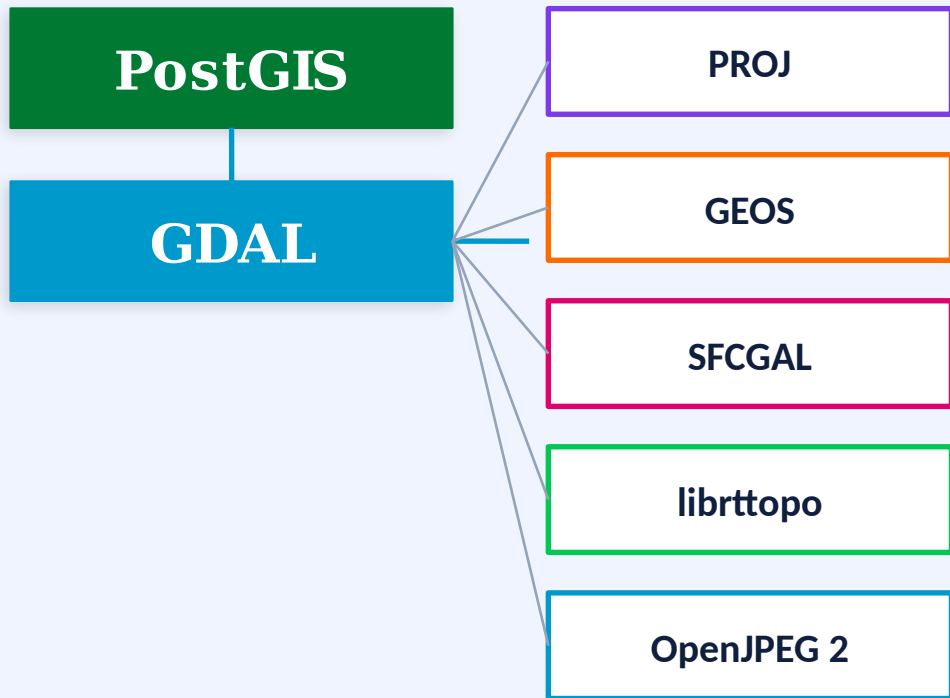 PostGIS
GDAL
PROJ
GEOS
SFCGAL
librttopo
OpenJPEG 2